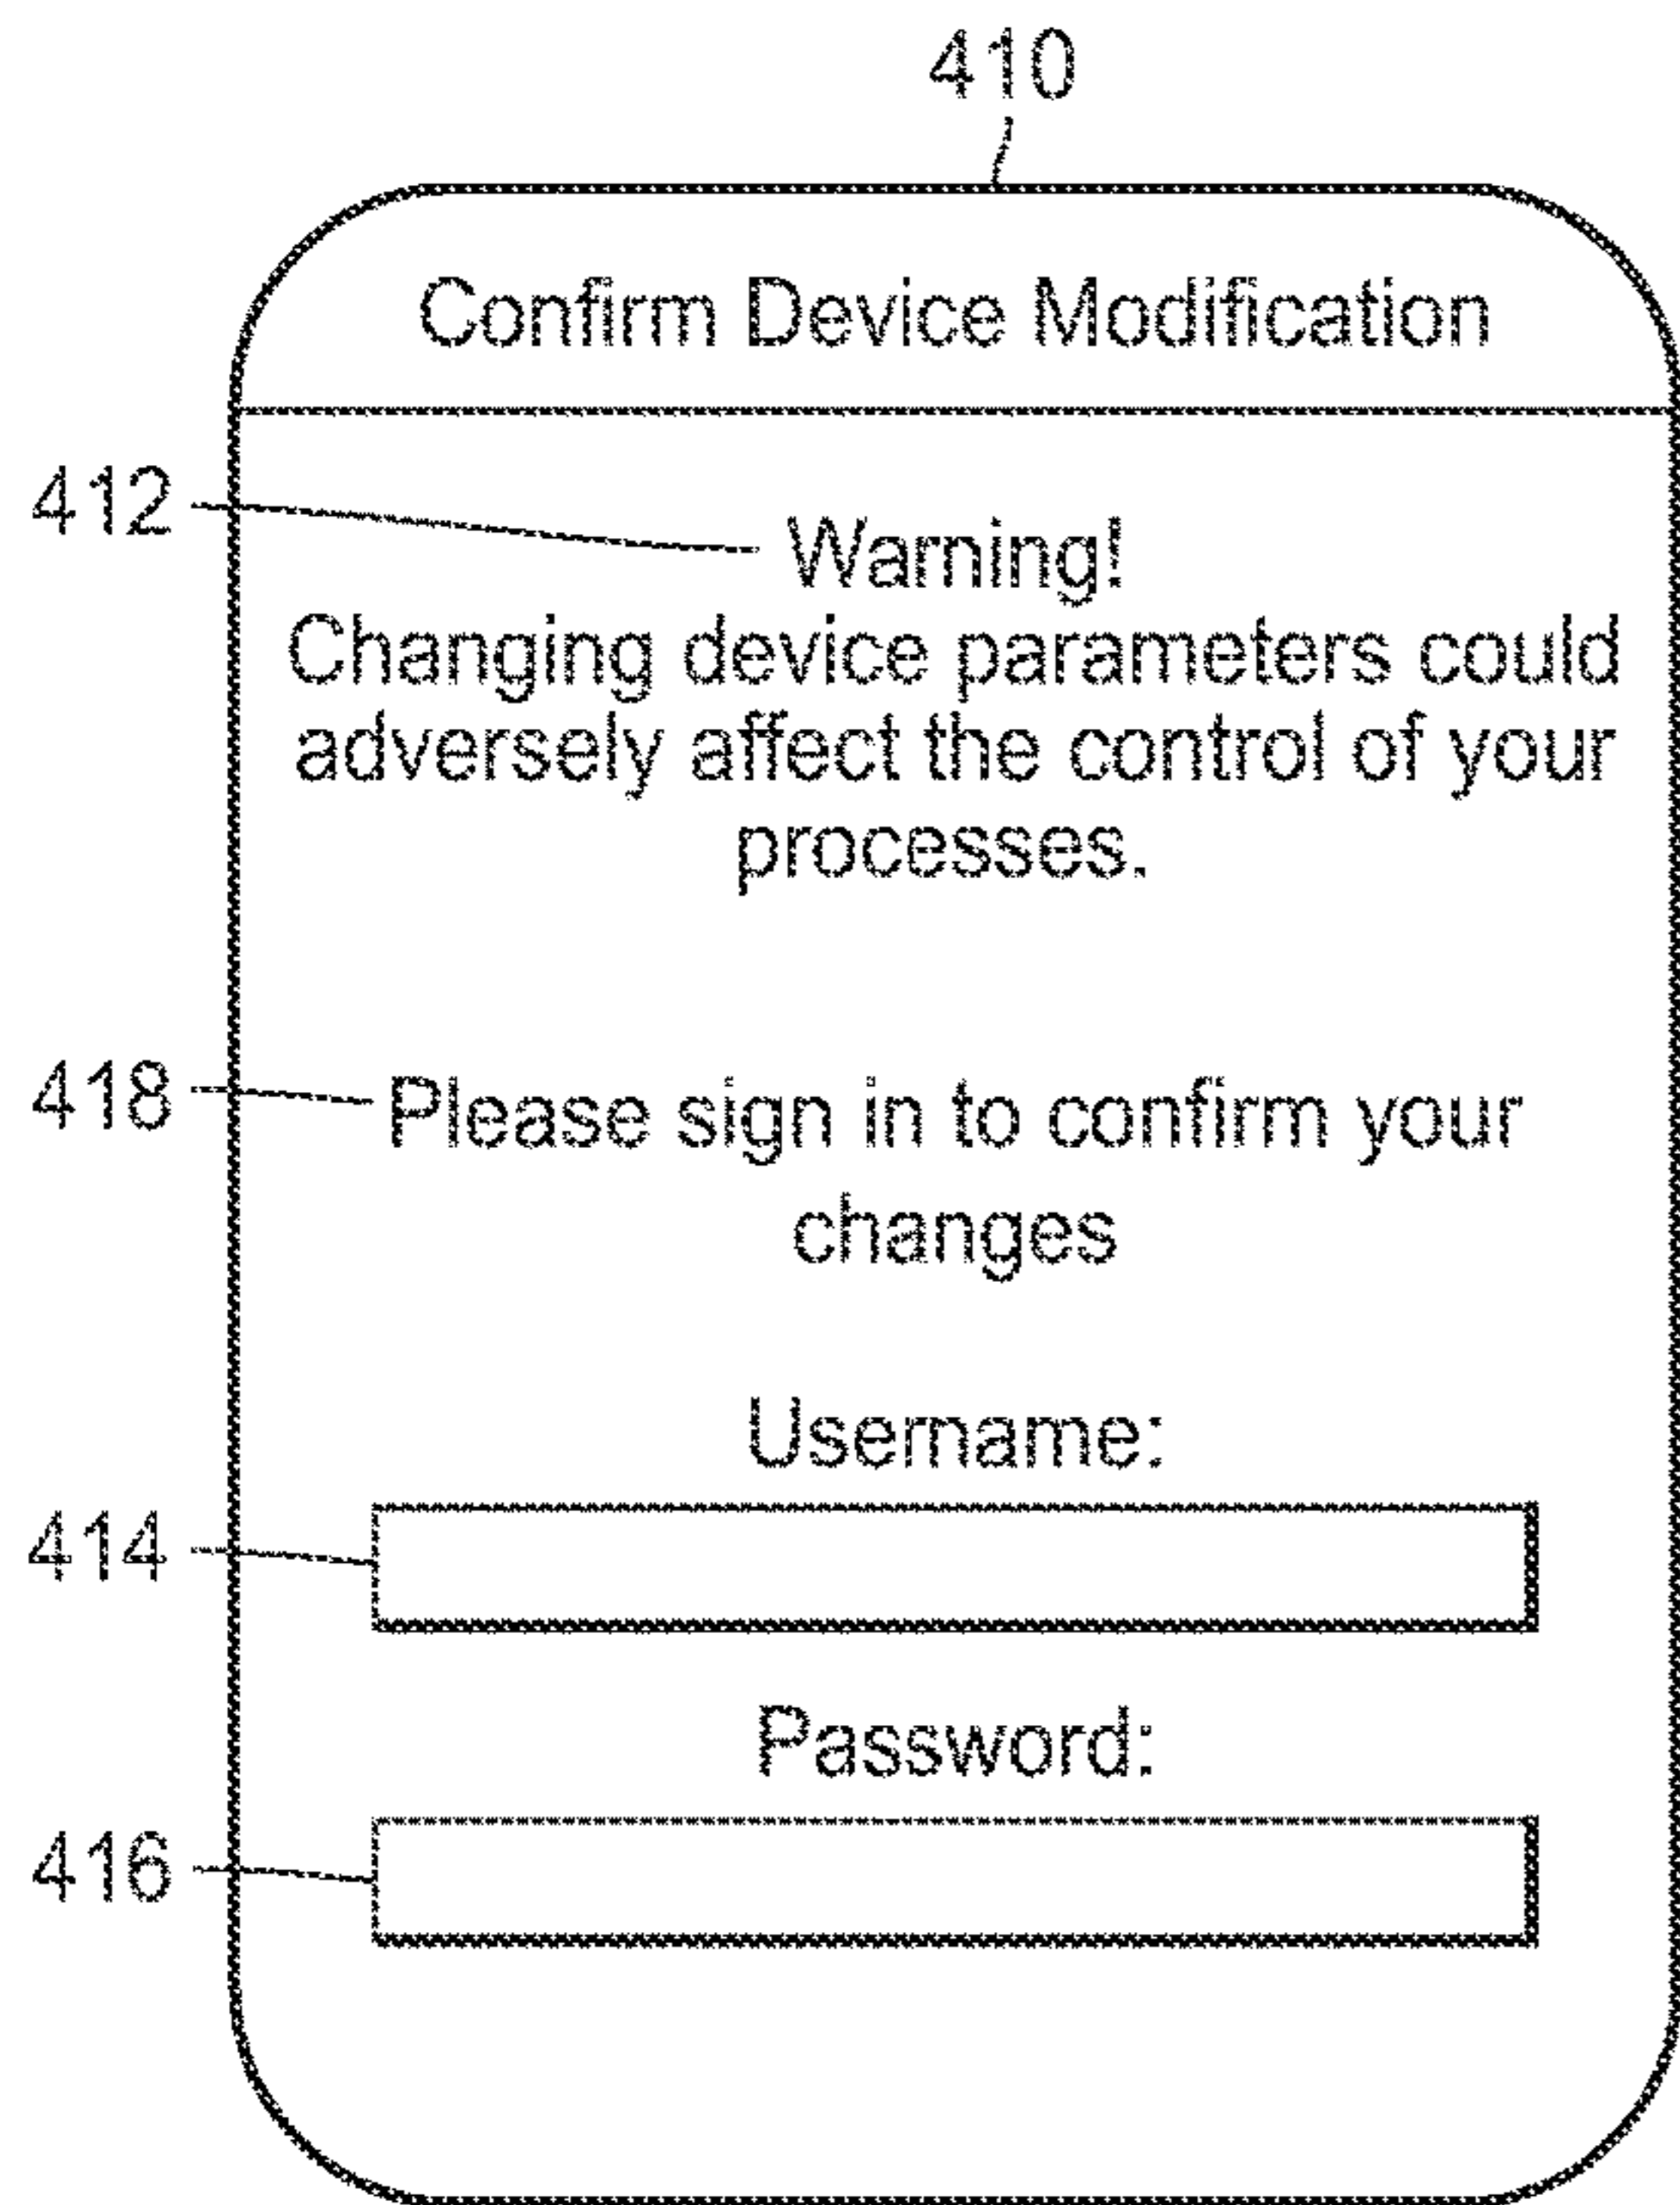 410
Confirm Device Modification
412
Warning!
Changing device parameters could
adversely affect the control of your
processes.
418
Please sign in to confirm your
changes
Username:
414
Password:
416